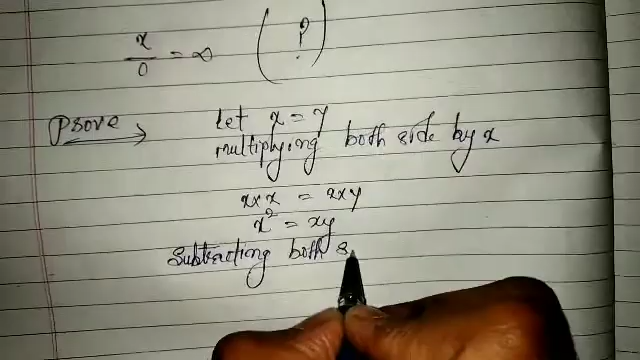 x/0 = ∞ (?)
Prove → let x = y
multiplying both side by x
x × x = x × y
x² = xy
Subtracting both s